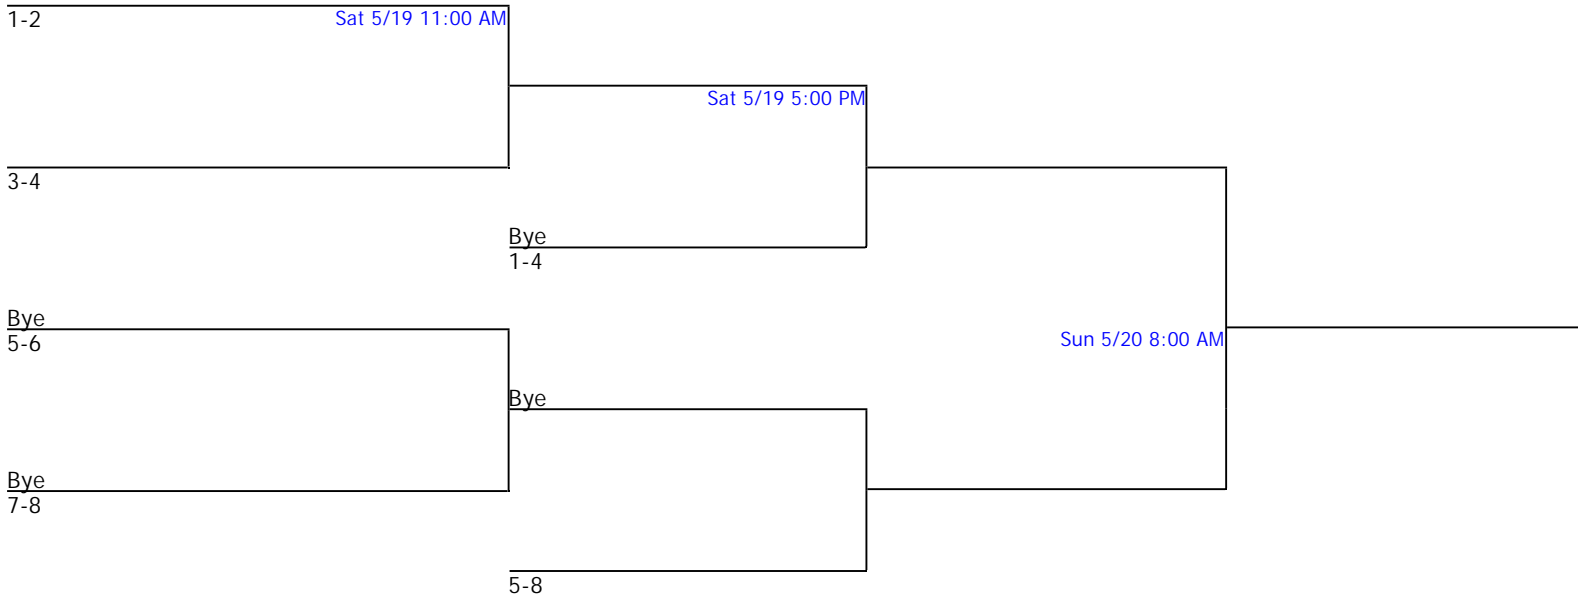 1-2
Sat 5/19 11:00 AM
Sat 5/19 5:00 PM
3-4
Bye
1-4
Bye
5-6
Sun 5/20 8:00 AM
Bye
Bye
7-8
5-8